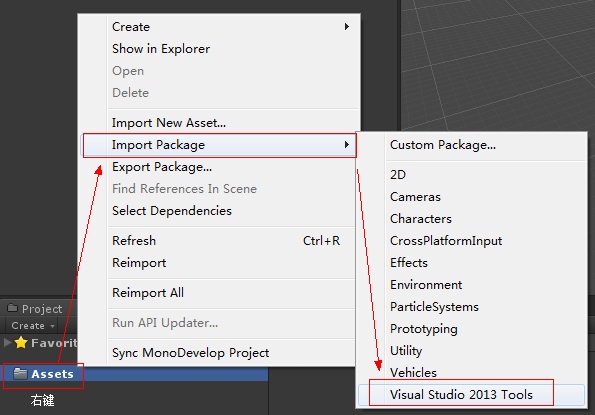 Create
Show in Explorer
Open
Delete
Import New Asset...
Import Package
Export Package...
Find References In Scene
Select Dependencies
Refresh Ctrl+R
Reimport
Reimport All
Run API Updater...
Sync MonoDevelop Project
Custom Package...
2D
Cameras
Characters
CrossPlatformInput
Effects
Environment
ParticleSystems
Prototyping
Utility
Vehicles
Visual Studio 2013 Tools
Project
Create
Favorit
Assets
右键